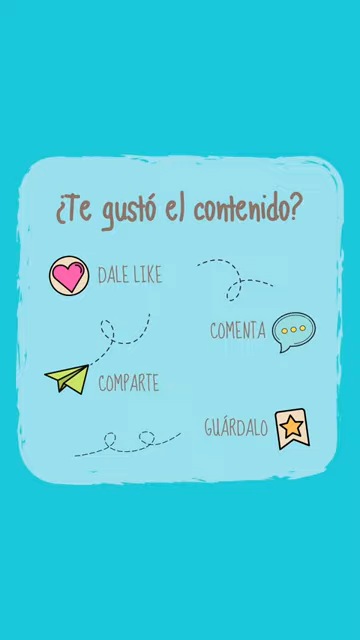 ¿Te gustó el contenido?
DALE LIKE
COMENTA
COMPARTE
GUÁRDALO